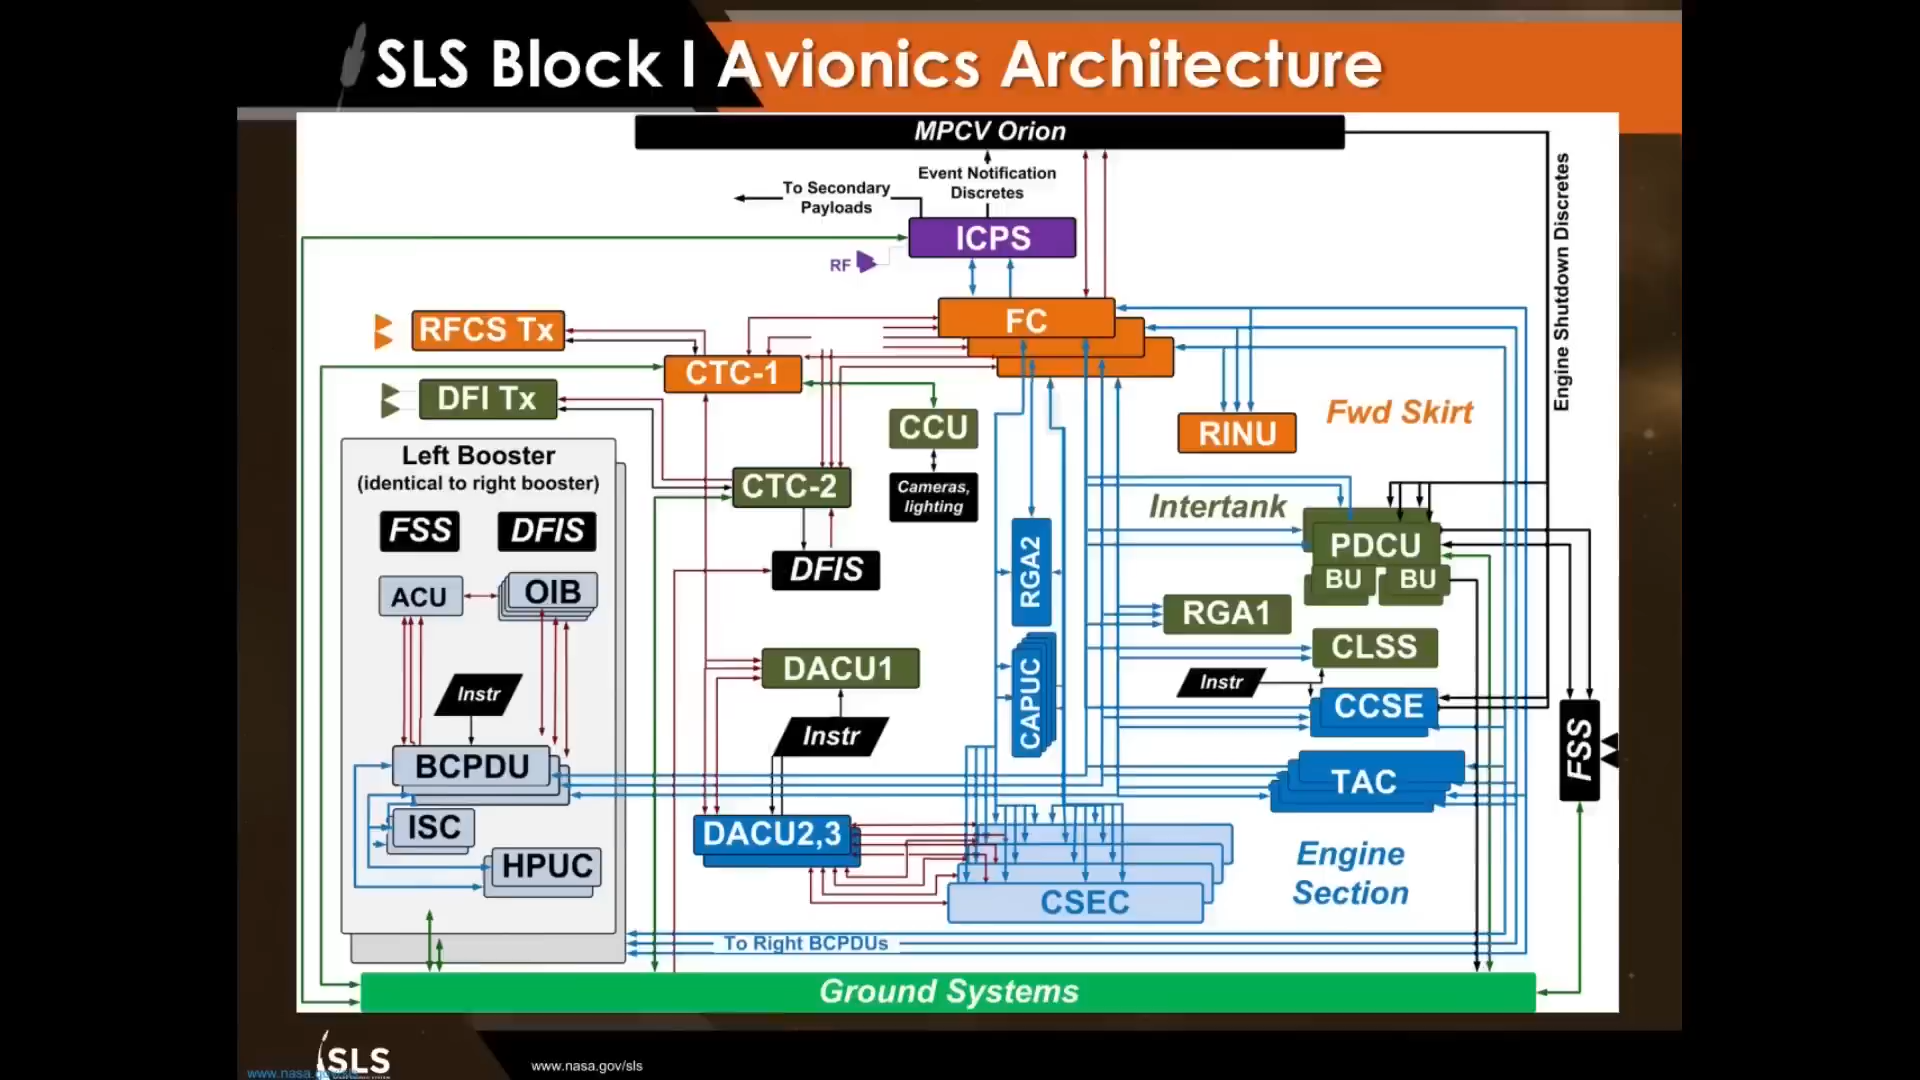 SLS Block I Avionics Architecture
MPCV Orion
Event Notification
Discretes
To Secondary
Payloads
ICPS
RF
Engine Shutdown Discretes
FC
RFCS Tx
CTC-1
DFI Tx
CCU
Fwd Skirt
RINU
Left Booster
(identical to right booster)
CTC-2
Cameras,
lighting
Intertank
FSS
DFIS
PDCU
BU
BU
RGA2
DFIS
ACU
OIB
RGA1
CLSS
DACU1
Instr
Instr
CAPUC
CCSE
Instr
FSS
BCPDU
TAC
ISC
DACU2,3
Engine
Section
HPUC
CSEC
To Right BCPDUs
Ground Systems
SLS
www.nasa.gov/sls
www.nasa.gov/sls